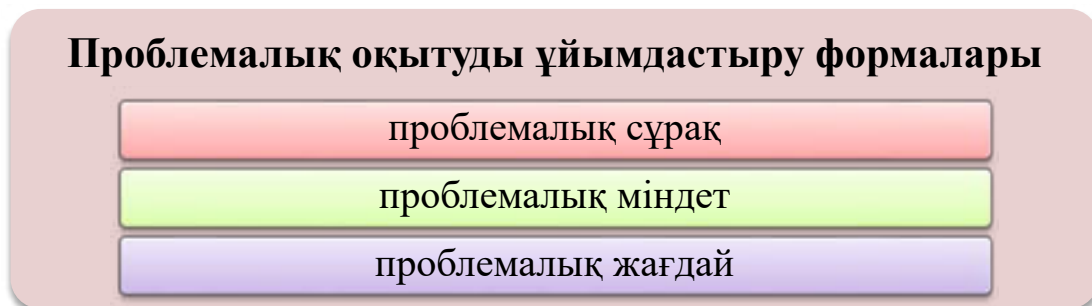 Проблемалық оқытуды ұйымдастыру формалары
проблемалық сұрақ
проблемалық міндет
проблемалық жағдай